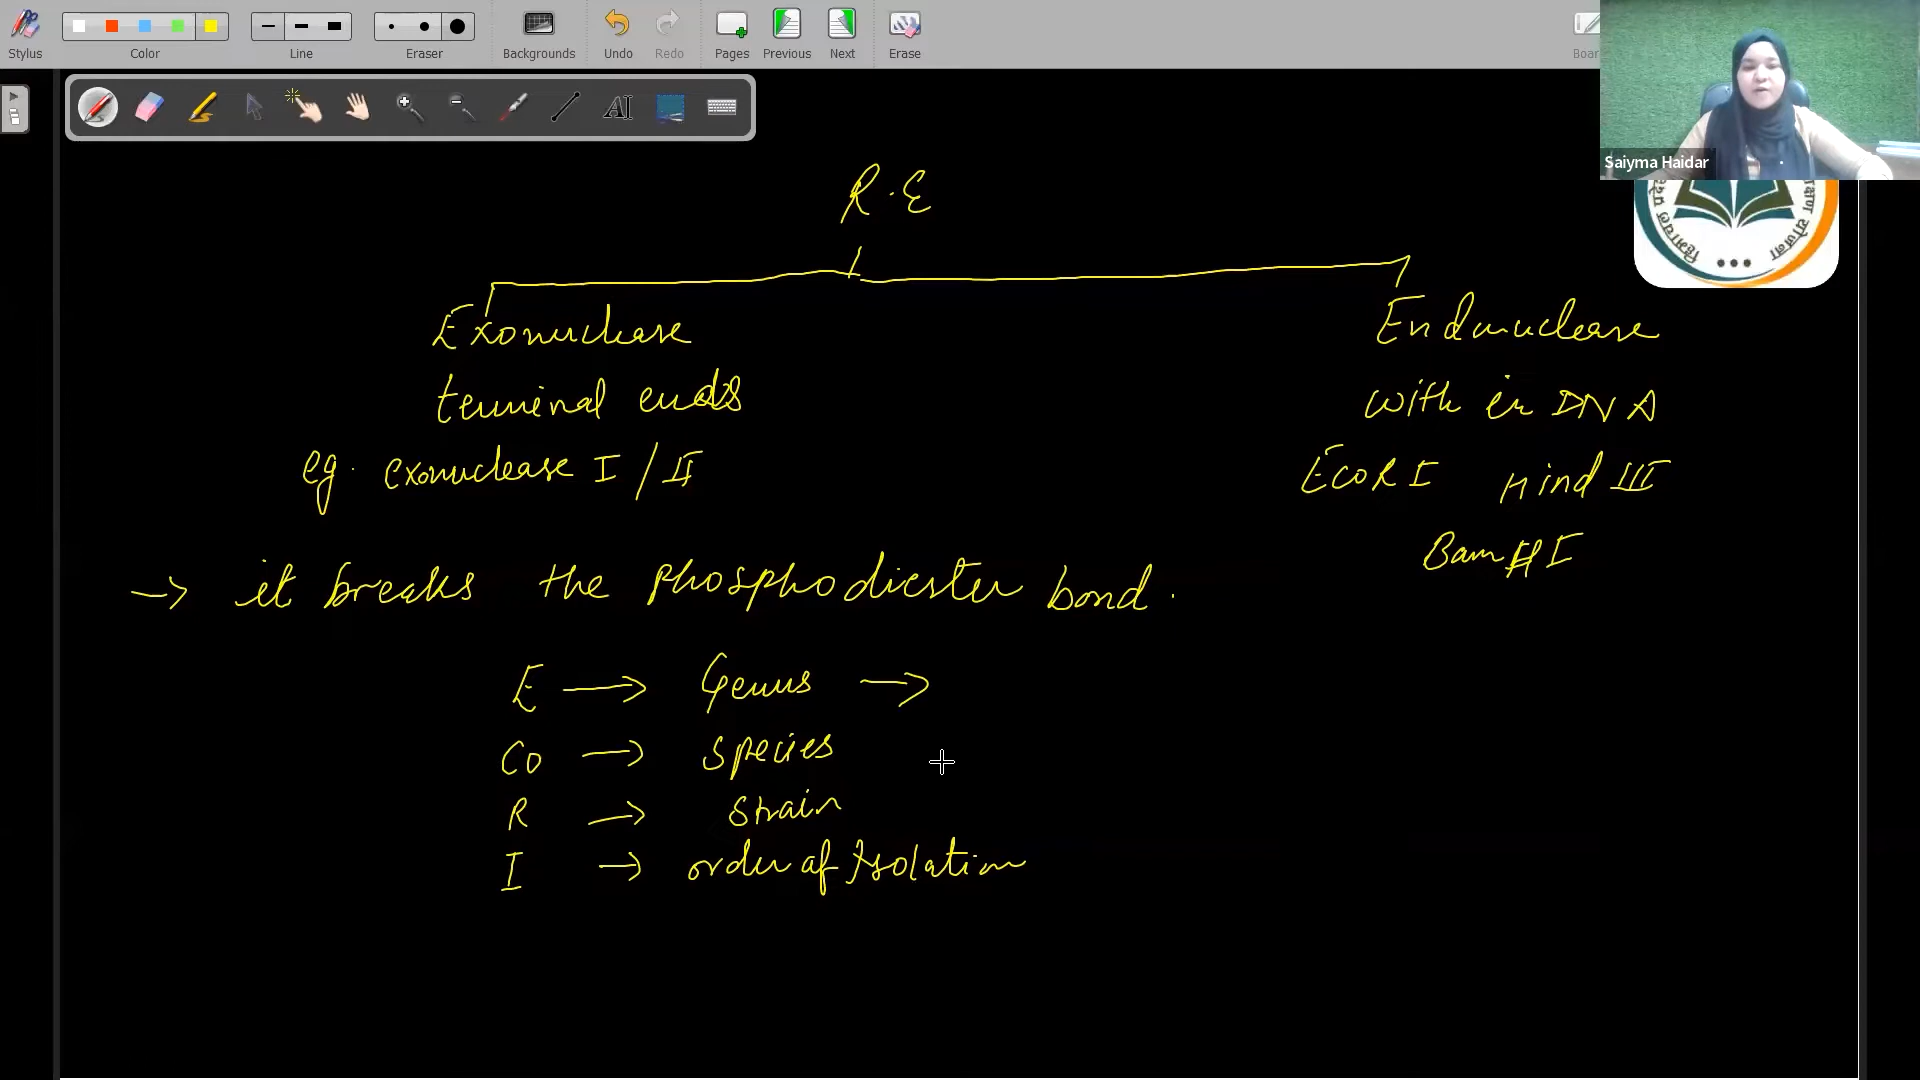 Stylus Color Line Eraser Backgrounds Undo Redo Pages Previous Next Erase
Saiyma Haidar
R.E
Exonuclease Endonuclease
terminal ends with in DNA
eg. exonuclease I / II EcoR I Hind III
Bam H I
→ it breaks the phosphodiester bond.
E → Genus →
Co → species
R → strain
I → order of Isolation